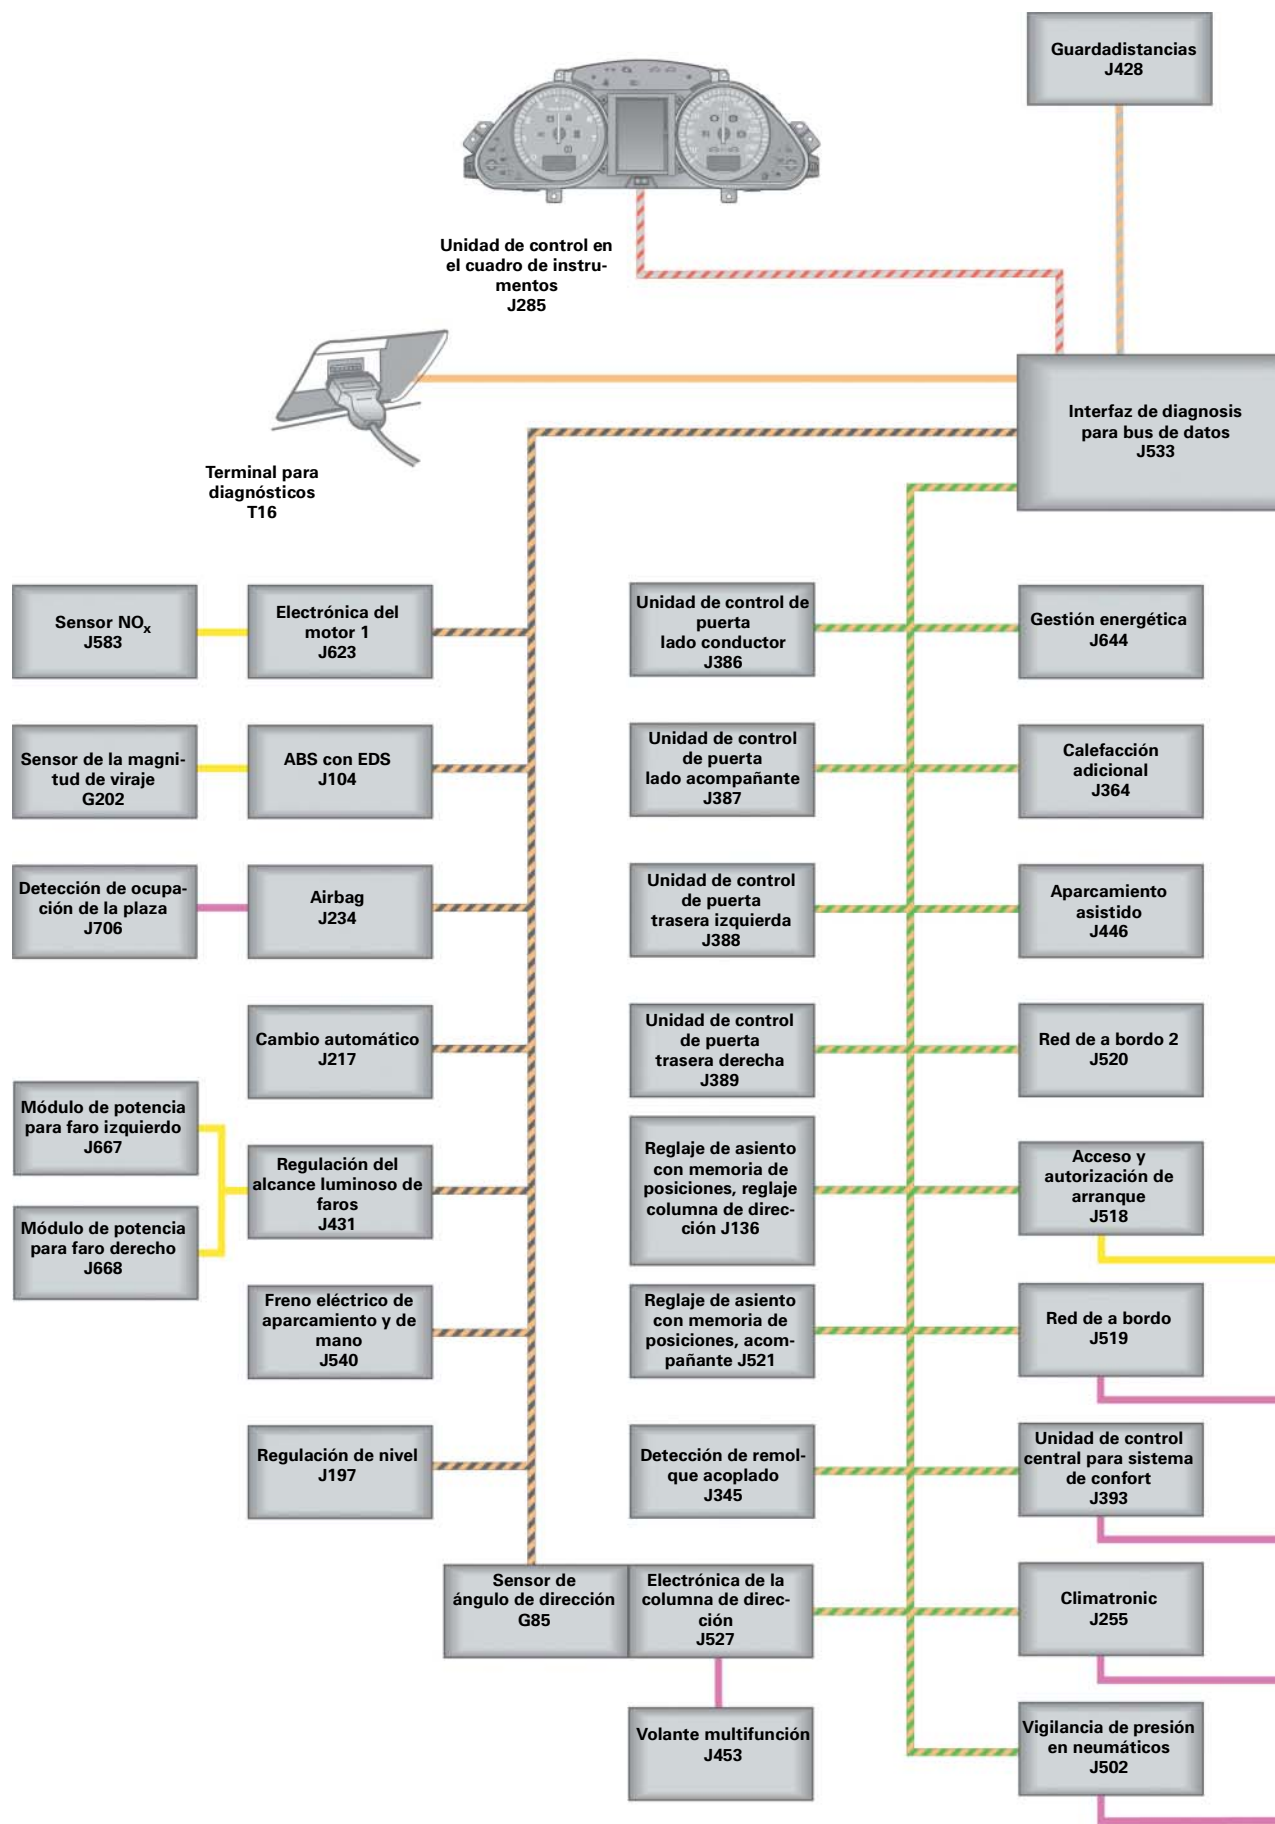 Guardadistancias
J428
Unidad de control en
el cuadro de instru-
mentos
J285
Interfaz de diagnosis
para bus de datos
J533
Terminal para
diagnósticos
T16
Sensor NOx
J583
Electrónica del
motor 1
J623
Unidad de control de
puerta
lado conductor
J386
Gestión energética
J644
Sensor de la magni-
tud de viraje
G202
ABS con EDS
J104
Unidad de control
de puerta
lado acompañante
J387
Calefacción
adicional
J364
Detección de ocupa-
ción de la plaza
J706
Airbag
J234
Unidad de control
de puerta
trasera izquierda
J388
Aparcamiento
asistido
J446
Cambio automático
J217
Unidad de control
de puerta
trasera derecha
J389
Red de a bordo 2
J520
Módulo de potencia
para faro izquierdo
J667
Módulo de potencia
para faro derecho
J668
Regulación del
alcance luminoso de
faros
J431
Reglaje de asiento
con memoria de
posiciones, reglaje
columna de direc-
ción J136
Acceso y
autorización de
arranque
J518
Freno eléctrico de
aparcamiento y de
mano
J540
Reglaje de asiento
con memoria de
posiciones, acom-
pañante J521
Red de a bordo
J519
Regulación de nivel
J197
Detección de remol-
que acoplado
J345
Unidad de control
central para sistema
de confort
J393
Sensor de
ángulo de dirección
G85
Electrónica de la
columna de direc-
ción
J527
Climatronic
J255
Volante multifunción
J453
Vigilancia de presión
en neumáticos
J502